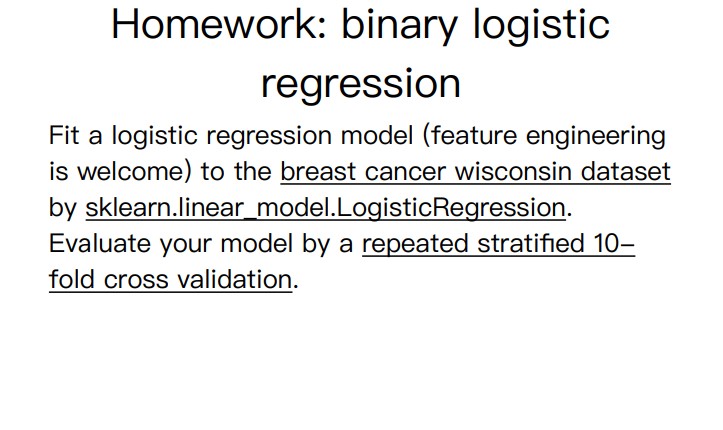 Homework: binary logistic
regression
Fit a logistic regression model (feature engineering
is welcome) to the breast cancer wisconsin dataset
by sklearn.linear_model.LogisticRegression.
Evaluate your model by a repeated stratified 10–
fold cross validation.